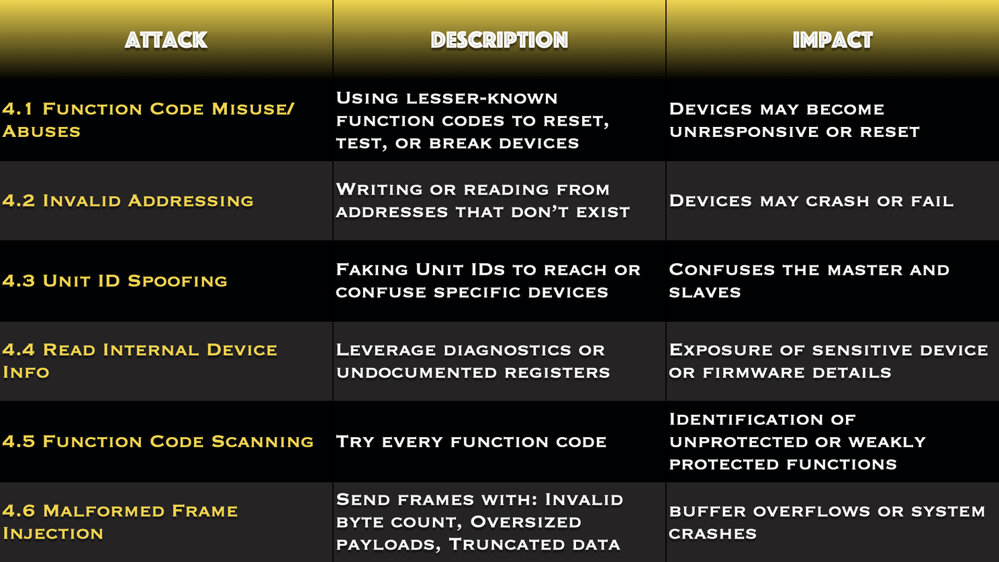 ATTACK
DESCRIPTION
IMPACT
4.1 Function Code Misuse/
Abuses
Using lesser-known
function codes to reset,
test, or break devices
Devices may become
unresponsive or reset
4.2 Invalid Addressing
Writing or reading from
addresses that don’t exist
Devices may crash or fail
4.3 Unit ID Spoofing
Faking Unit IDs to reach or
confuse specific devices
Confuses the master and
slaves
4.4 Read Internal Device
Info
Leverage diagnostics or
undocumented registers
Exposure of sensitive device
or firmware details
4.5 Function Code Scanning
Try every function code
Identification of
unprotected or weakly
protected functions
4.6 Malformed Frame
Injection
Send frames with: Invalid
byte count, Oversized
payloads, Truncated data
buffer overflows or system
crashes